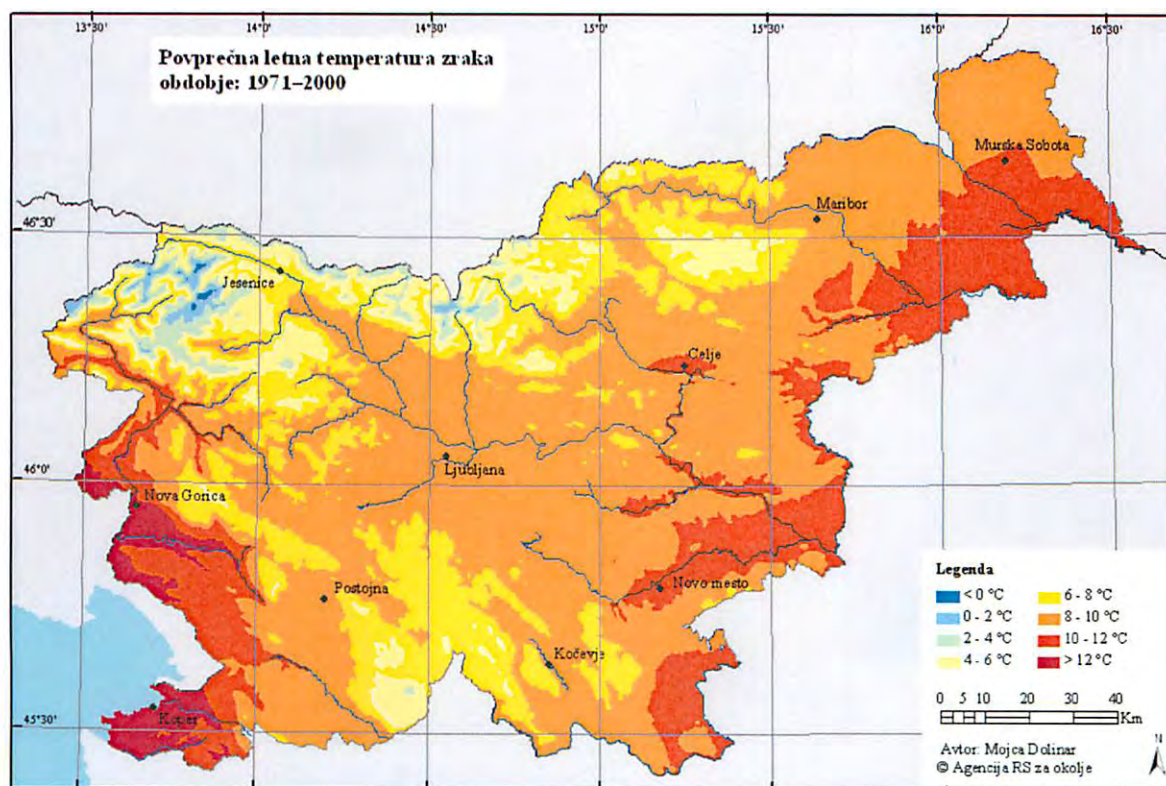 13°30'
14°0'
14°30'
15°0'
15°30'
16°0'
16°30'
Povprečna letna temperatura zraka
obdobje: 1971–2000
Murska Sobota
Maribor
46°30'
Jesenice
Celje
Ljubljana
46°0'
Nova Gorica
Postojna
Novo mesto
Kočevje
Koper
45°30'
Legenda
< 0 °C
6 - 8 °C
0 - 2 °C
8 - 10 °C
2 - 4 °C
10 - 12 °C
4 - 6 °C
> 12 °C
0 5 10 20 30 40
Km
Avtor: Mojca Dolinar
© Agencija RS za okolje
N